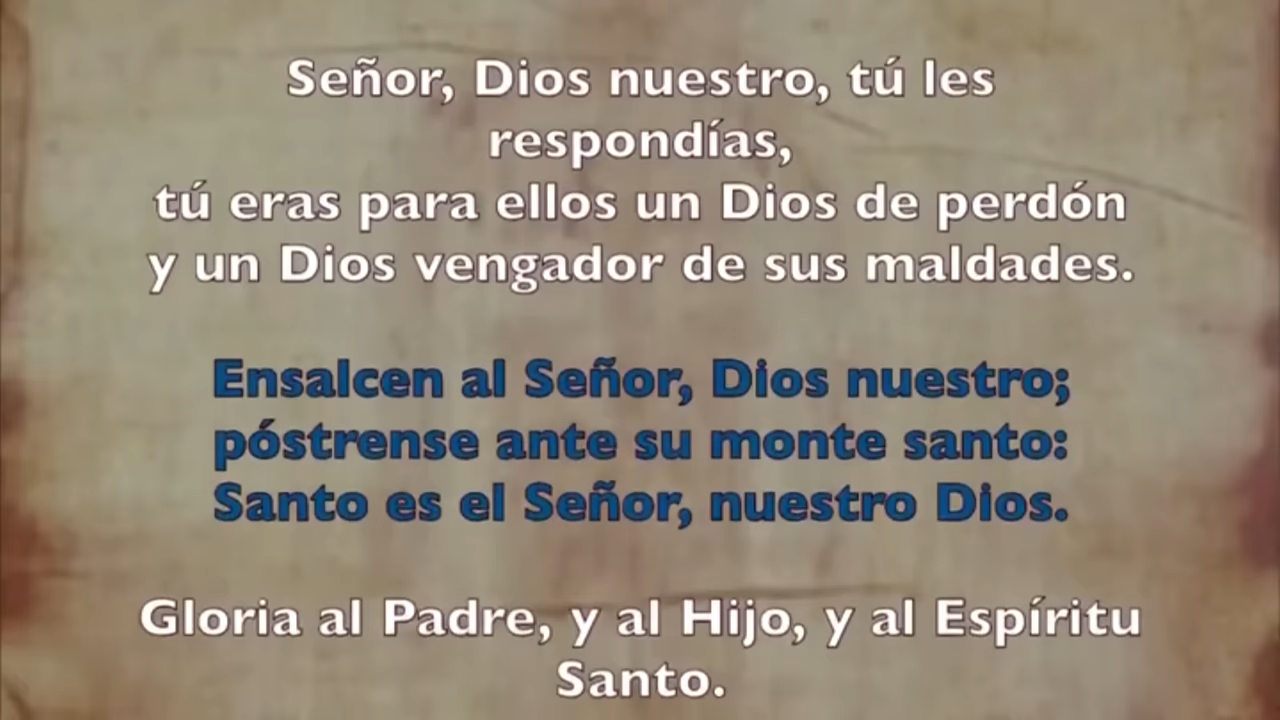 Señor, Dios nuestro, tú les
respondías,
tú eras para ellos un Dios de perdón
y un Dios vengador de sus maldades.
Ensalcen al Señor, Dios nuestro;
póstrense ante su monte santo:
Santo es el Señor, nuestro Dios.
Gloria al Padre, y al Hijo, y al Espíritu
Santo.